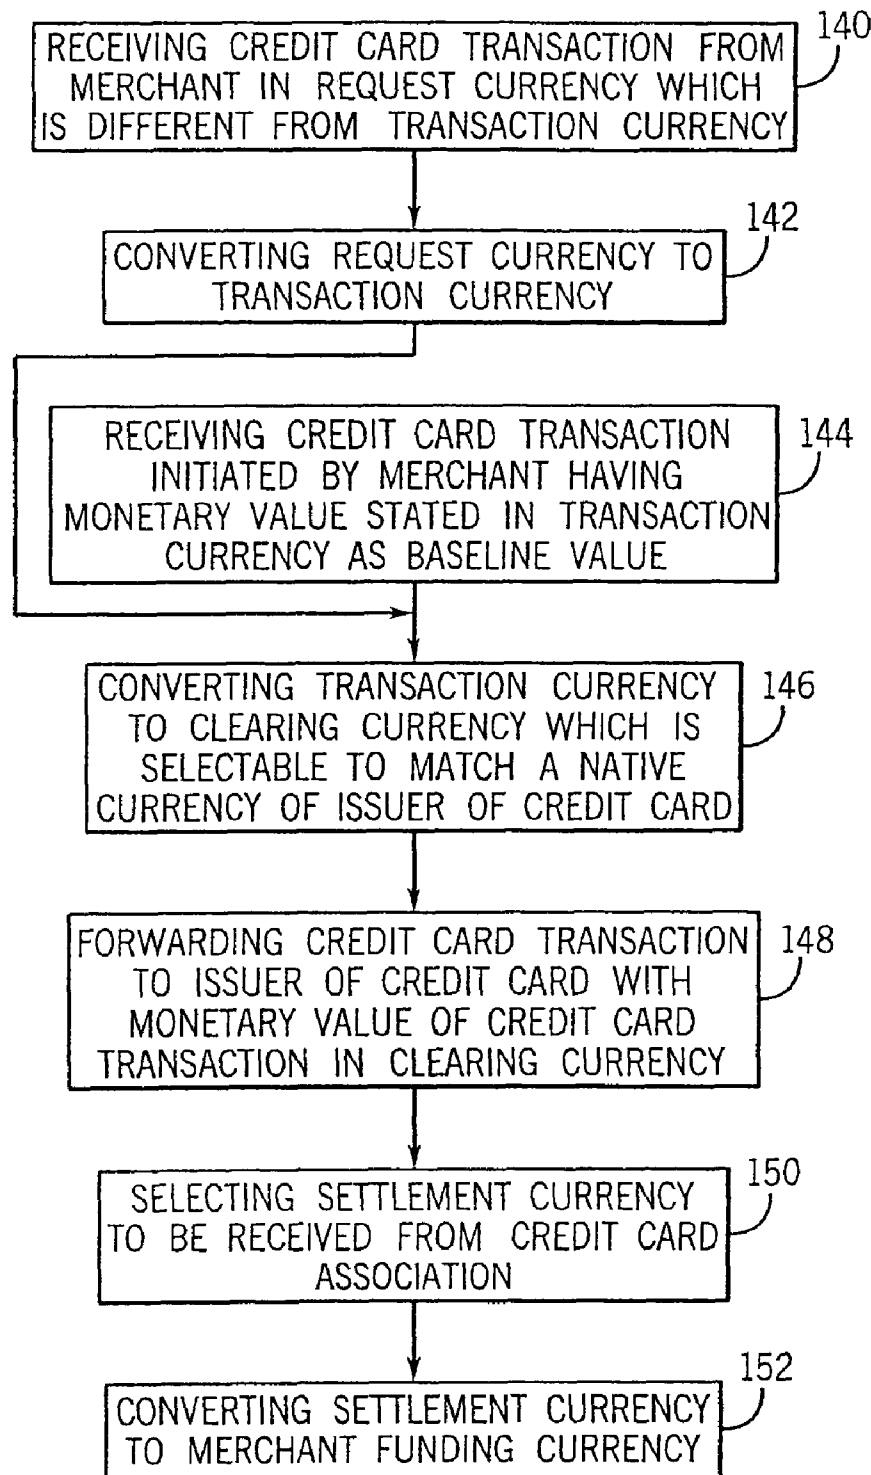 140
RECEIVING CREDIT CARD TRANSACTION FROM
MERCHANT IN REQUEST CURRENCY WHICH
IS DIFFERENT FROM TRANSACTION CURRENCY
142
CONVERTING REQUEST CURRENCY TO
TRANSACTION CURRENCY
144
RECEIVING CREDIT CARD TRANSACTION
INITIATED BY MERCHANT HAVING
MONETARY VALUE STATED IN TRANSACTION
CURRENCY AS BASELINE VALUE
146
CONVERTING TRANSACTION CURRENCY
TO CLEARING CURRENCY WHICH IS
SELECTABLE TO MATCH A NATIVE
CURRENCY OF ISSUER OF CREDIT CARD
148
FORWARDING CREDIT CARD TRANSACTION
TO ISSUER OF CREDIT CARD WITH
MONETARY VALUE OF CREDIT CARD
TRANSACTION IN CLEARING CURRENCY
150
SELECTING SETTLEMENT CURRENCY
TO BE RECEIVED FROM CREDIT CARD
ASSOCIATION
152
CONVERTING SETTLEMENT CURRENCY
TO MERCHANT FUNDING CURRENCY